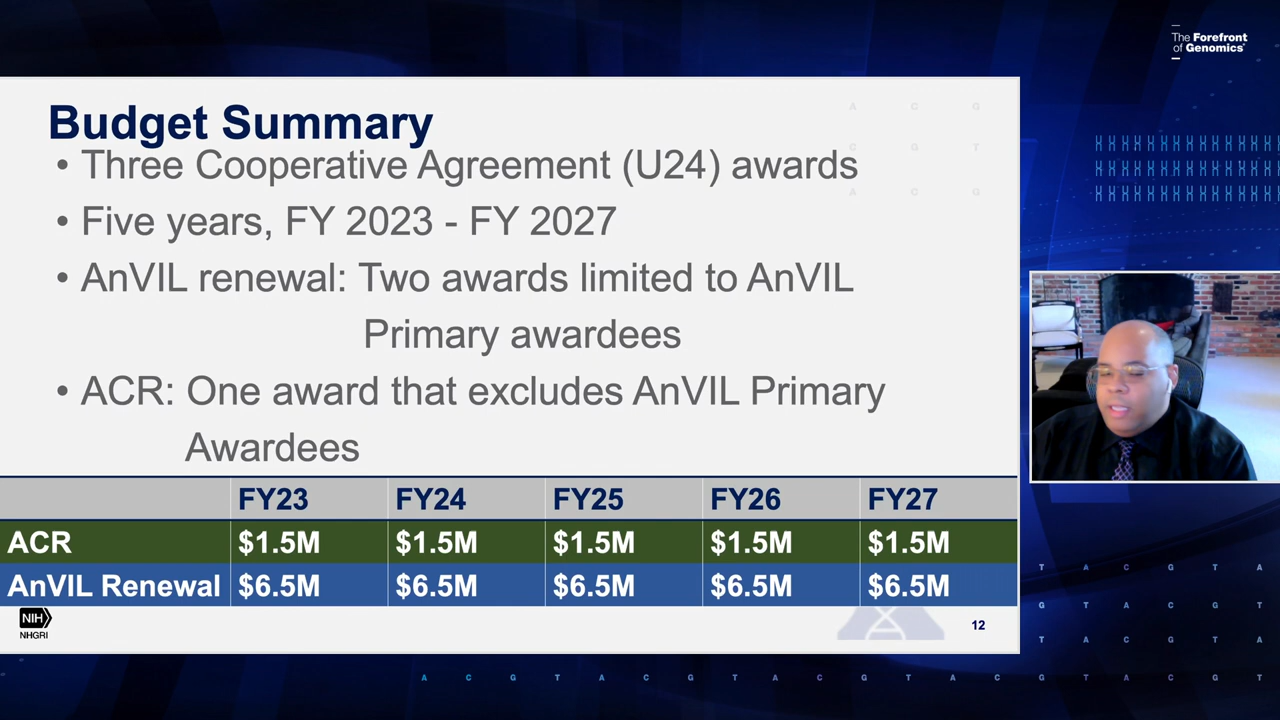 The Forefront
of Genomics®
A C G
Budget Summary
C G T
• Three Cooperative Agreement (U24) awards
A C G
• Five years, FY 2023 - FY 2027
• AnVIL renewal: Two awards limited to AnVIL
Primary awardees
• ACR: One award that excludes AnVIL Primary
Awardees
FY23 FY24 FY25 FY26 FY27
ACR $1.5M $1.5M $1.5M $1.5M $1.5M
AnVIL Renewal $6.5M $6.5M $6.5M $6.5M $6.5M
NIH
NHGRI
12
T A C G T A
G T A C G T
T A C G T A
A C G T A C G T A C G T A C G T A C G T